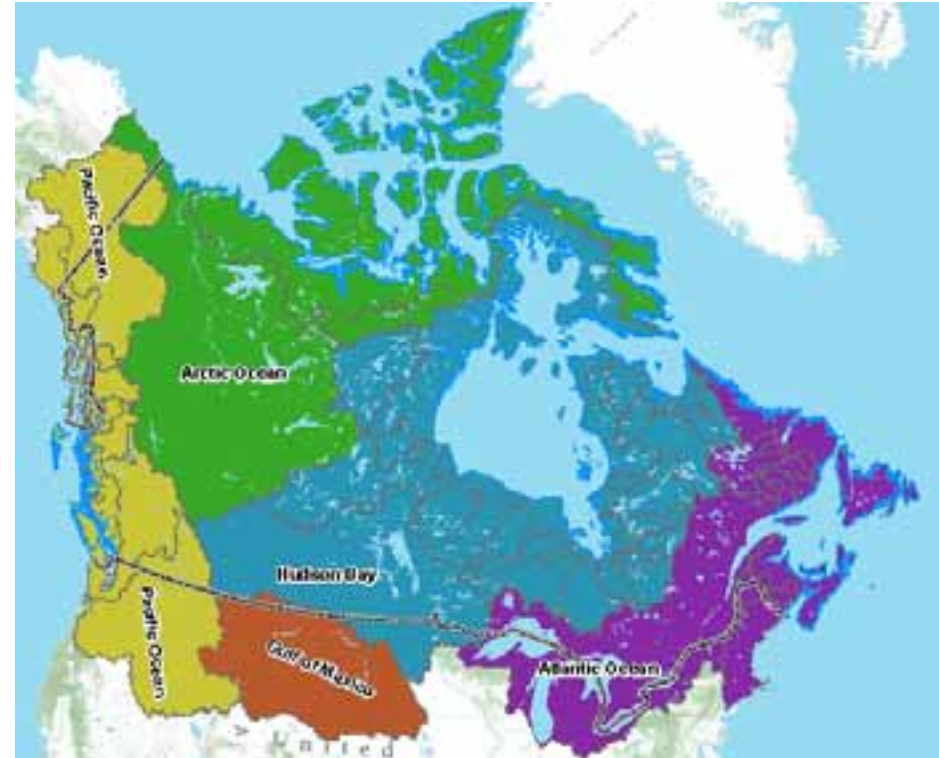 Pacific Ocean
Arctic Ocean
Hudson Bay
Pacific Ocean
Gulf of Mexico
Atlantic Ocean
United